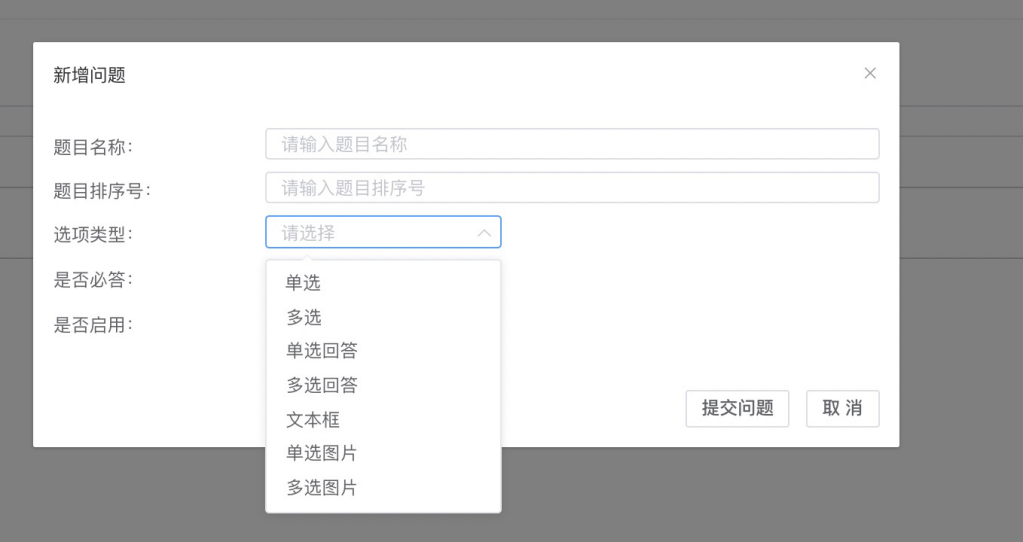 新增问题
题目名称：
请输入题目名称
题目排序号：
请输入题目排序号
选项类型：
请选择
是否必答：
是否启用：
单选
多选
单选回答
多选回答
文本框
单选图片
多选图片
提交问题
取 消